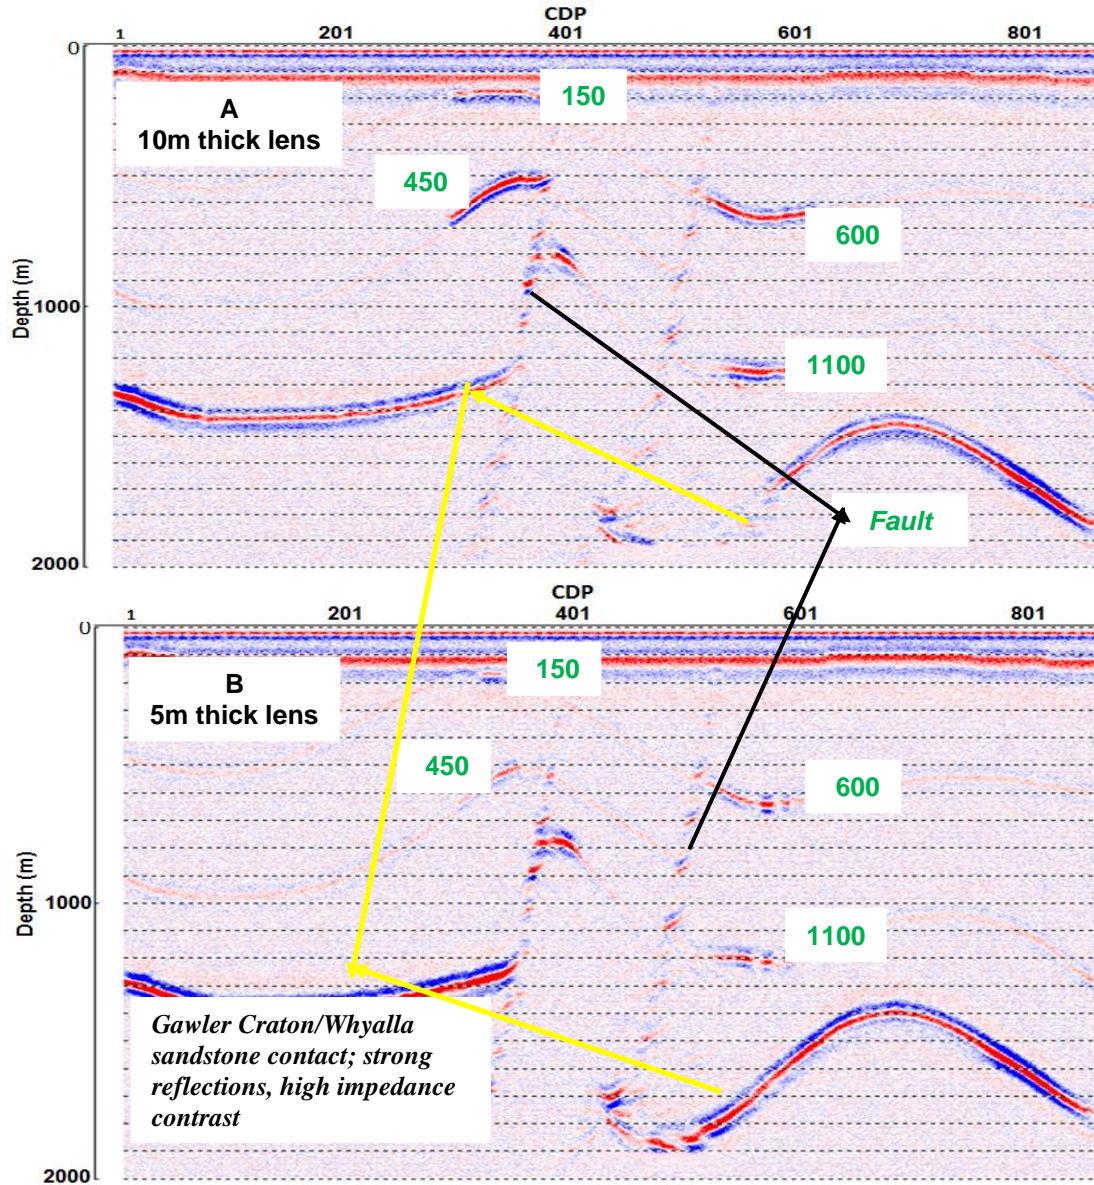 CDP
1 201 401 601 801
0
A
10m thick lens
150
450
600
Depth (m)
1000
1100
Fault
2000
CDP
1 201 401 601 801
0
B
5m thick lens
150
450
600
Depth (m)
1000
1100
Gawler Craton/Whyalla
sandstone contact; strong
reflections, high impedance
contrast
2000